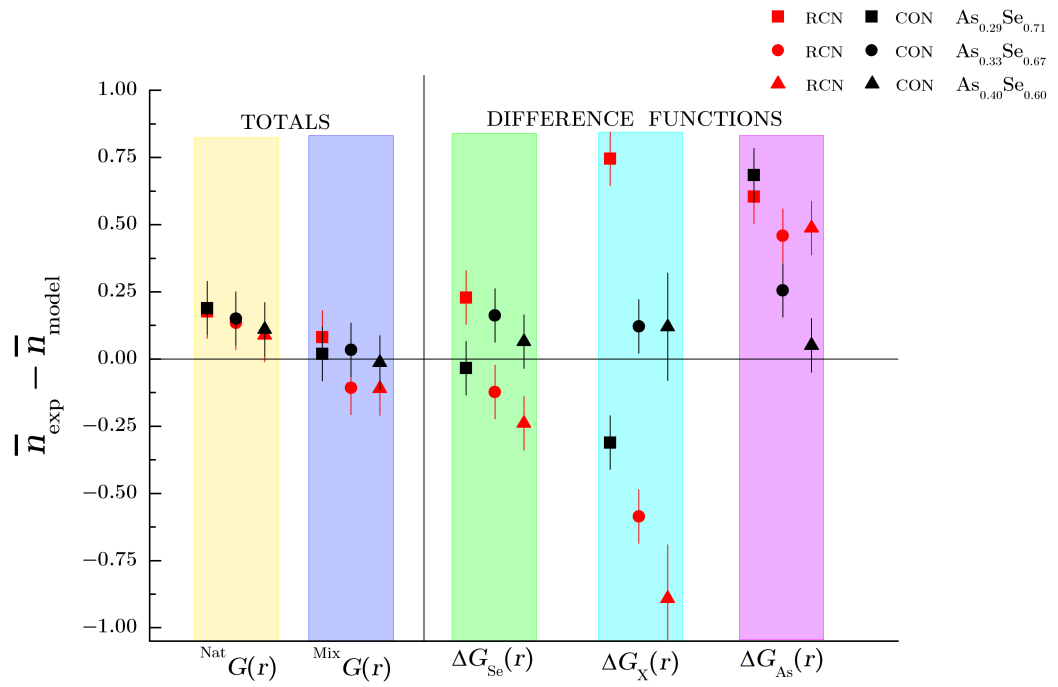 RCN CON As₀.₂₉Se₀.₇₁
RCN CON As₀.₃₃Se₀.₆₇
RCN CON As₀.₄₀Se₀.₆₀
TOTALS
DIFFERENCE FUNCTIONS
1.00
0.75
0.50
0.25
0.00
−0.25
−0.50
−0.75
−1.00
n̅exp − n̅model
NatG(r) MixG(r) ΔGSe(r) ΔGX(r) ΔGAs(r)